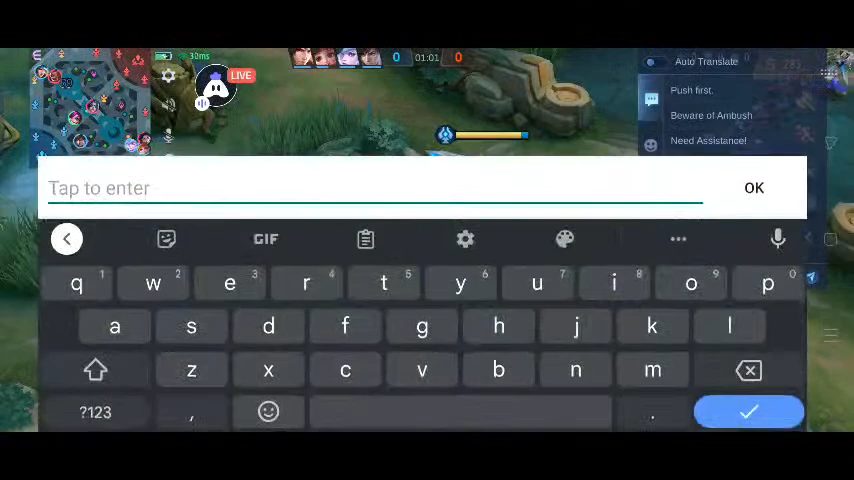 30ms
LIVE
0 01:01 0
Auto Translate
Push first.
Beware of Ambush
Need Assistance!
Tap to enter
OK
GIF
q 1 w 2 e 3 r 4 t 5 y 6 u 7 i 8 o 9 p 0
a s d f g h j k l
z x c v b n m
?123 , .